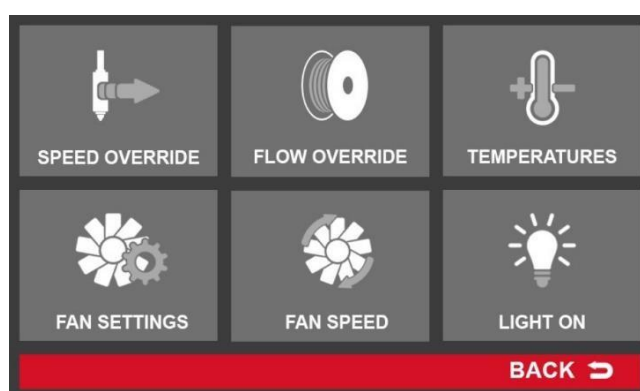 SPEED OVERRIDE
FLOW OVERRIDE
TEMPERATURES
FAN SETTINGS
FAN SPEED
LIGHT ON
BACK